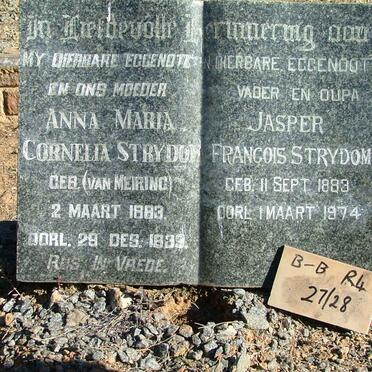 In Liefdevolle Herinnering aan
MY DIERBARE EGGENOTE
EN ONS MOEDER
ANNA MARIA
CORNELIA STRYDOM
GEB. (VAN MEIRING)
2 MAART 1883.
OORL. 29 DES. 1939.
RUS IN VREDE.
DIERBARE EGGENOOT
VADER EN OUPA
JASPER
FRANCOIS STRYDOM
GEB. 11 SEPT. 1883
OORL. 1 MAART 1974
B-B R4
27/28